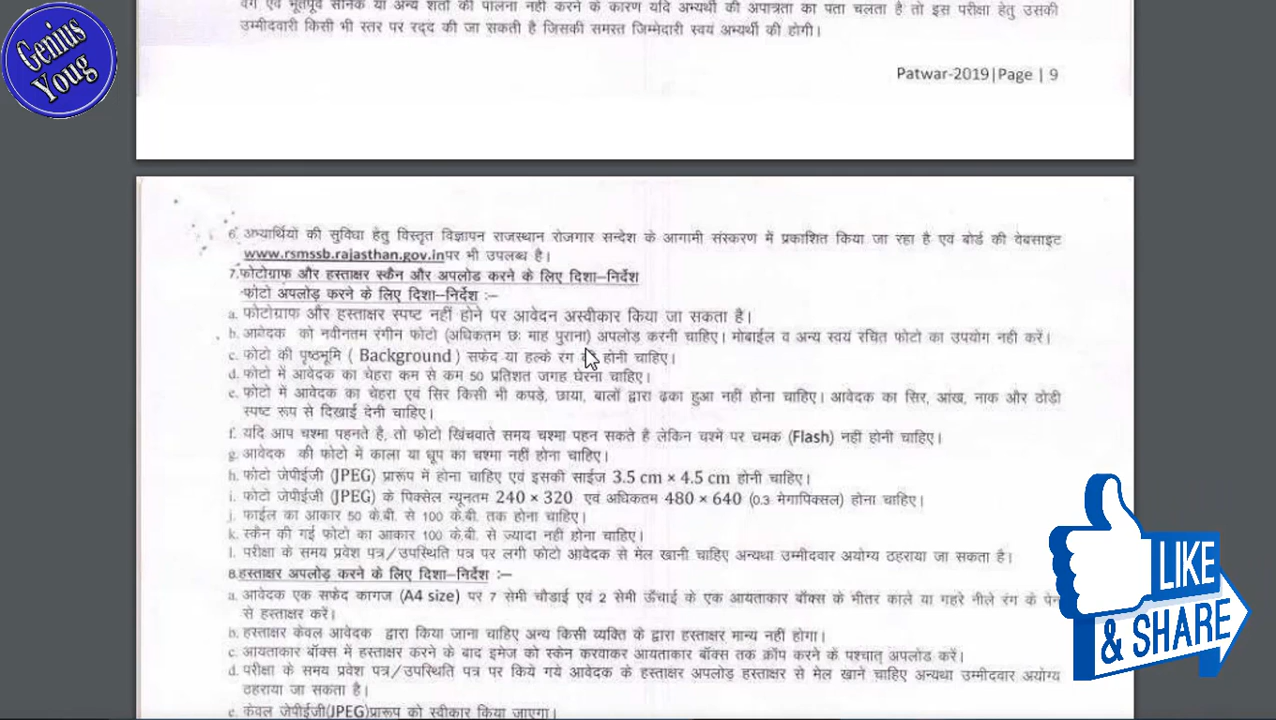 Genius
Youg
वर्ग एवं भूतपूर्व सैनिक या अन्य शर्तों की पालना नहीं करने के कारण यदि अभ्यर्थी की अपात्रता का पता चलता है तो इस परीक्षा हेतु उसकी
उम्मीदवारी किसी भी स्तर पर रद्द की जा सकती है जिसकी समस्त जिम्मेदारी स्वयं अभ्यर्थी की होगी।
Patwar-2019|Page | 9
6. अभ्यार्थियों की सुविधा हेतु विस्तृत विज्ञापन राजस्थान रोजगार सन्देश के आगामी संस्करण में प्रकाशित किया जा रहा है एवं बोर्ड की वेबसाइट
www.rsmssb.rajasthan.gov.inपर भी उपलब्ध है।
7.फोटोग्राफ और हस्ताक्षर स्कैन और अपलोड करने के लिए दिशा–निर्देश
फोटो अपलोड़ करने के लिए दिशा–निर्देश :–
a. फोटोग्राफ और हस्ताक्षर स्पष्ट नहीं होने पर आवेदन अस्वीकार किया जा सकता है।
b. आवेदक को नवीनतम रंगीन फोटो (अधिकतम छः माह पुराना) अपलोड़ करनी चाहिए। मोबाईल व अन्य स्वयं रचित फोटो का उपयोग नही करें।
c. फोटो की पृष्ठभूमि ( Background ) सफेद या हल्के रंग होनी चाहिए।
d. फोटो में आवेदक का चेहरा कम से कम 50 प्रतिशत जगह घेरना चाहिए।
e. फोटो में आवेदक का चेहरा एवं सिर किसी भी कपड़े, छाया, बालों द्वारा ढका हुआ नहीं होना चाहिए। आवेदक का सिर, आंख, नाक और ठोड़ी
स्पष्ट रूप से दिखाई देनी चाहिए।
f. यदि आप चश्मा पहनते है, तो फोटो खिंचवाते समय चश्मा पहन सकते है लेकिन चश्मे पर चमक (Flash) नहीं होनी चाहिए।
g. आवेदक की फोटो में काला या धूप का चश्मा नहीं होना चाहिए।
h. फोटो जेपीईजी (JPEG) प्रारूप में होना चाहिए एवं इसकी साईज 3.5 cm × 4.5 cm होनी चाहिए।
i. फोटो जेपीईजी (JPEG) के पिक्सेल न्यूनतम 240 × 320 एवं अधिकतम 480 × 640 (0.3 मेगापिक्सल) होना चाहिए।
j. फाईल का आकार 50 के.बी. से 100 के.बी. तक होना चाहिए।
k. स्कैन की गई फोटो का आकार 100 के.बी. से ज्यादा नहीं होना चाहिए।
l. परीक्षा के समय प्रवेश पत्र/उपस्थिति पत्र पर लगी फोटो आवेदक से मेल खानी चाहिए अन्यथा उम्मीदवार अयोग्य ठहराया जा सकता है।
8.हस्ताक्षर अपलोड़ करने के लिए दिशा–निर्देश :–
a. आवेदक एक सफेद कागज (A4 size) पर 7 सेमी चौडाई एवं 2 सेमी ऊँचाई के एक आयताकार बॉक्स के भीतर काले या गहरे नीले रंग के पेन
से हस्ताक्षर करें।
b. हस्ताक्षर केवल आवेदक द्वारा किया जाना चाहिए अन्य किसी व्यक्ति के द्वारा हस्ताक्षर मान्य नहीं होगा।
c. आयताकार बॉक्स में हस्ताक्षर करने के बाद इमेज को स्कैन करवाकर आयताकार बॉक्स तक क्रॉप करने के पश्चात् अपलोड करें।
d. परीक्षा के समय प्रवेश पत्र/उपस्थिति पत्र पर किये गये आवेदक के हस्ताक्षर अपलोड़ हस्ताक्षर से मेल खाने चाहिए अन्यथा उम्मीदवार अयोग्य
ठहराया जा सकता है।
e. केवल जेपीईजी(JPEG)प्रारूप को स्वीकार किया जाएगा।
LIKE
& SHARE